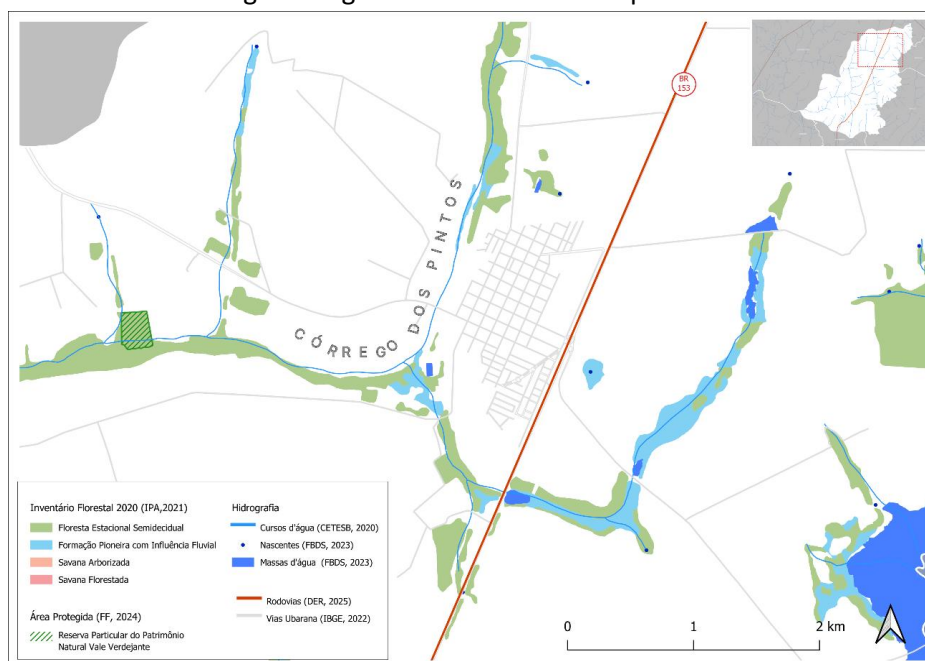 BR
153
CÓRREGO DOS PINTOS
Inventário Florestal 2020 (IPA,2021)
Floresta Estacional Semidecidual
Formação Pioneira com Influência Fluvial
Savana Arborizada
Savana Florestada
Área Protegida (FF, 2024)
Reserva Particular do Patrimônio
Natural Vale Verdejante
Hidrografia
Cursos d'água (CETESB, 2020)
Nascentes (FBDS, 2023)
Massas d'água (FBDS, 2023)
Rodovias (DER, 2025)
Vias Ubarana (IBGE, 2022)
0 1 2 km